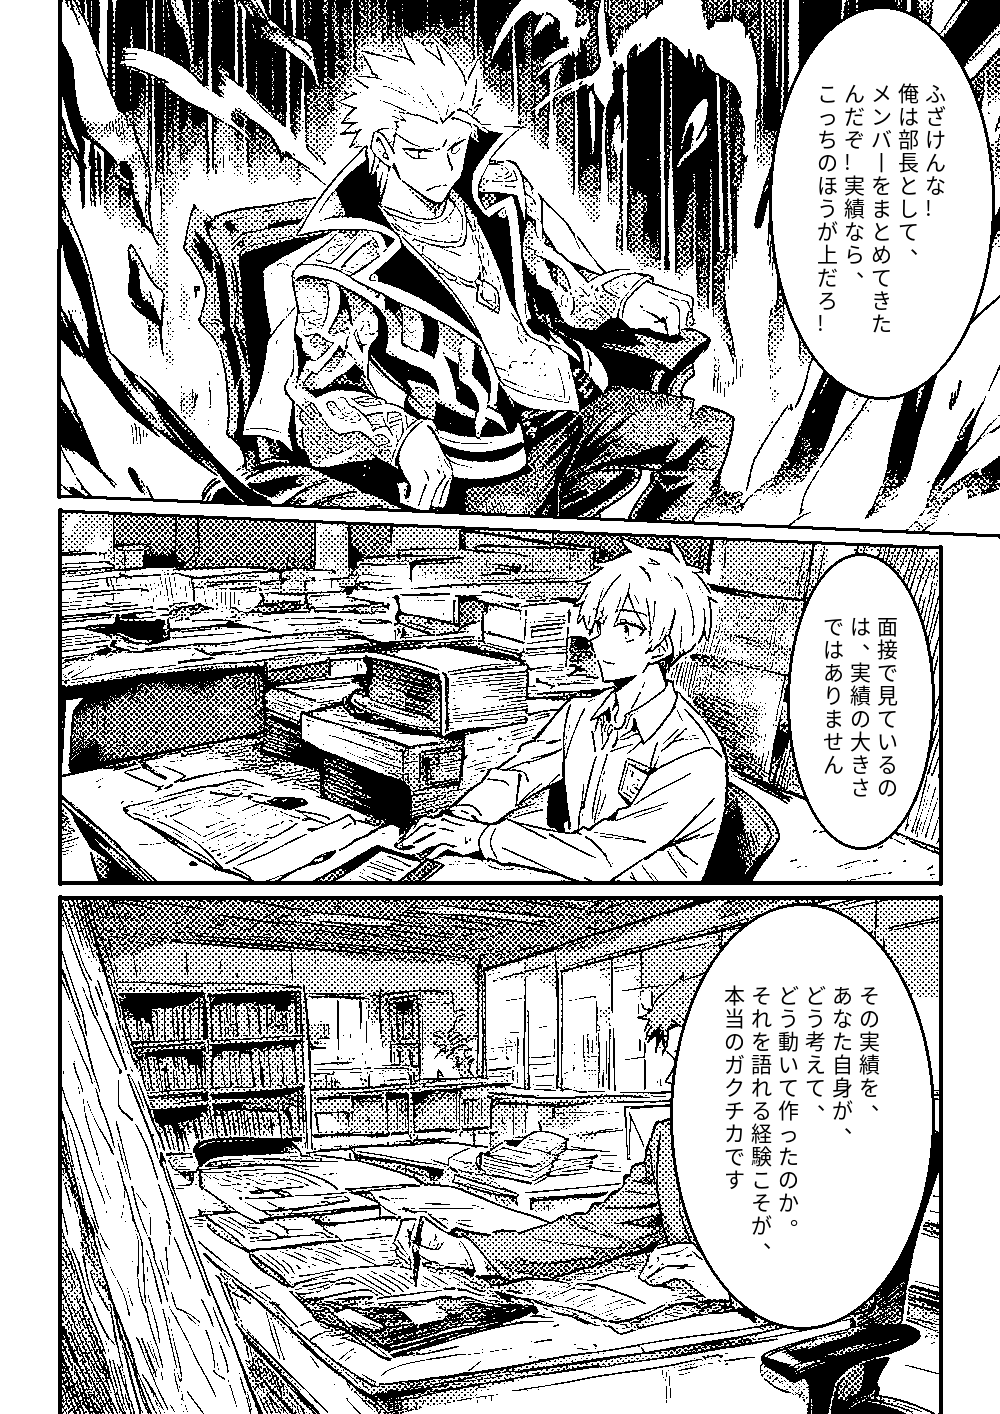 ふざけんな!
俺は部長として、
メンバーをまとめてきた
んだぞ!実績なら、
こっちのほうが上だろ!
面接で見ているの
は、実績の大きさ
ではありません
その実績を、
あなた自身が、
どう考えて、
どう動いて作ったのか。
それを語れる経験こそが、
本当のガクチカです